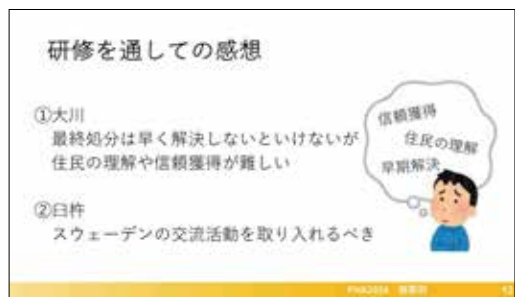 研修を通しての感想
①大川
最終処分は早く解決しないといけないが
住民の理解や信頼獲得が難しい
②臼杵
スウェーデンの交流活動を取り入れるべき
信頼獲得
住民の理解
早期解決
13